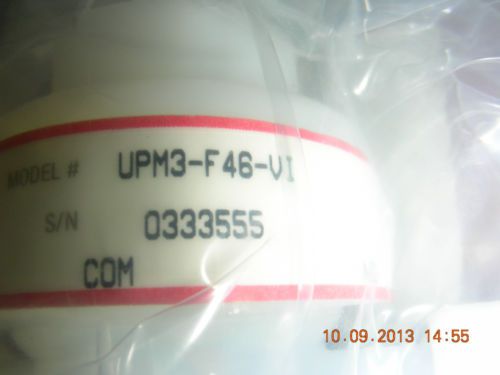 MODEL # UPM3-F46-VI
S/N 0333555
COM
10.09.2013 14:55